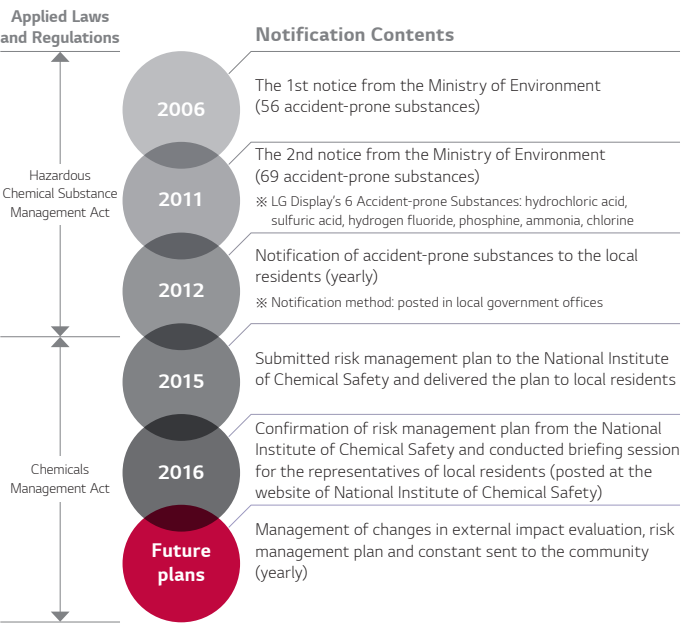 Applied Laws
and Regulations
Notification Contents
2006
The 1st notice from the Ministry of Environment
(56 accident-prone substances)
Hazardous
Chemical Substance
Management Act
2011
The 2nd notice from the Ministry of Environment
(69 accident-prone substances)
※ LG Display's 6 Accident-prone Substances: hydrochloric acid,
sulfuric acid, hydrogen fluoride, phosphine, ammonia, chlorine
2012
Notification of accident-prone substances to the local
residents (yearly)
※ Notification method: posted in local government offices
2015
Submitted risk management plan to the National Institute
of Chemical Safety and delivered the plan to local residents
Chemicals
Management Act
2016
Confirmation of risk management plan from the National
Institute of Chemical Safety and conducted briefing session
for the representatives of local residents (posted at the
website of National Institute of Chemical Safety)
Future
plans
Management of changes in external impact evaluation, risk
management plan and constant sent to the community
(yearly)